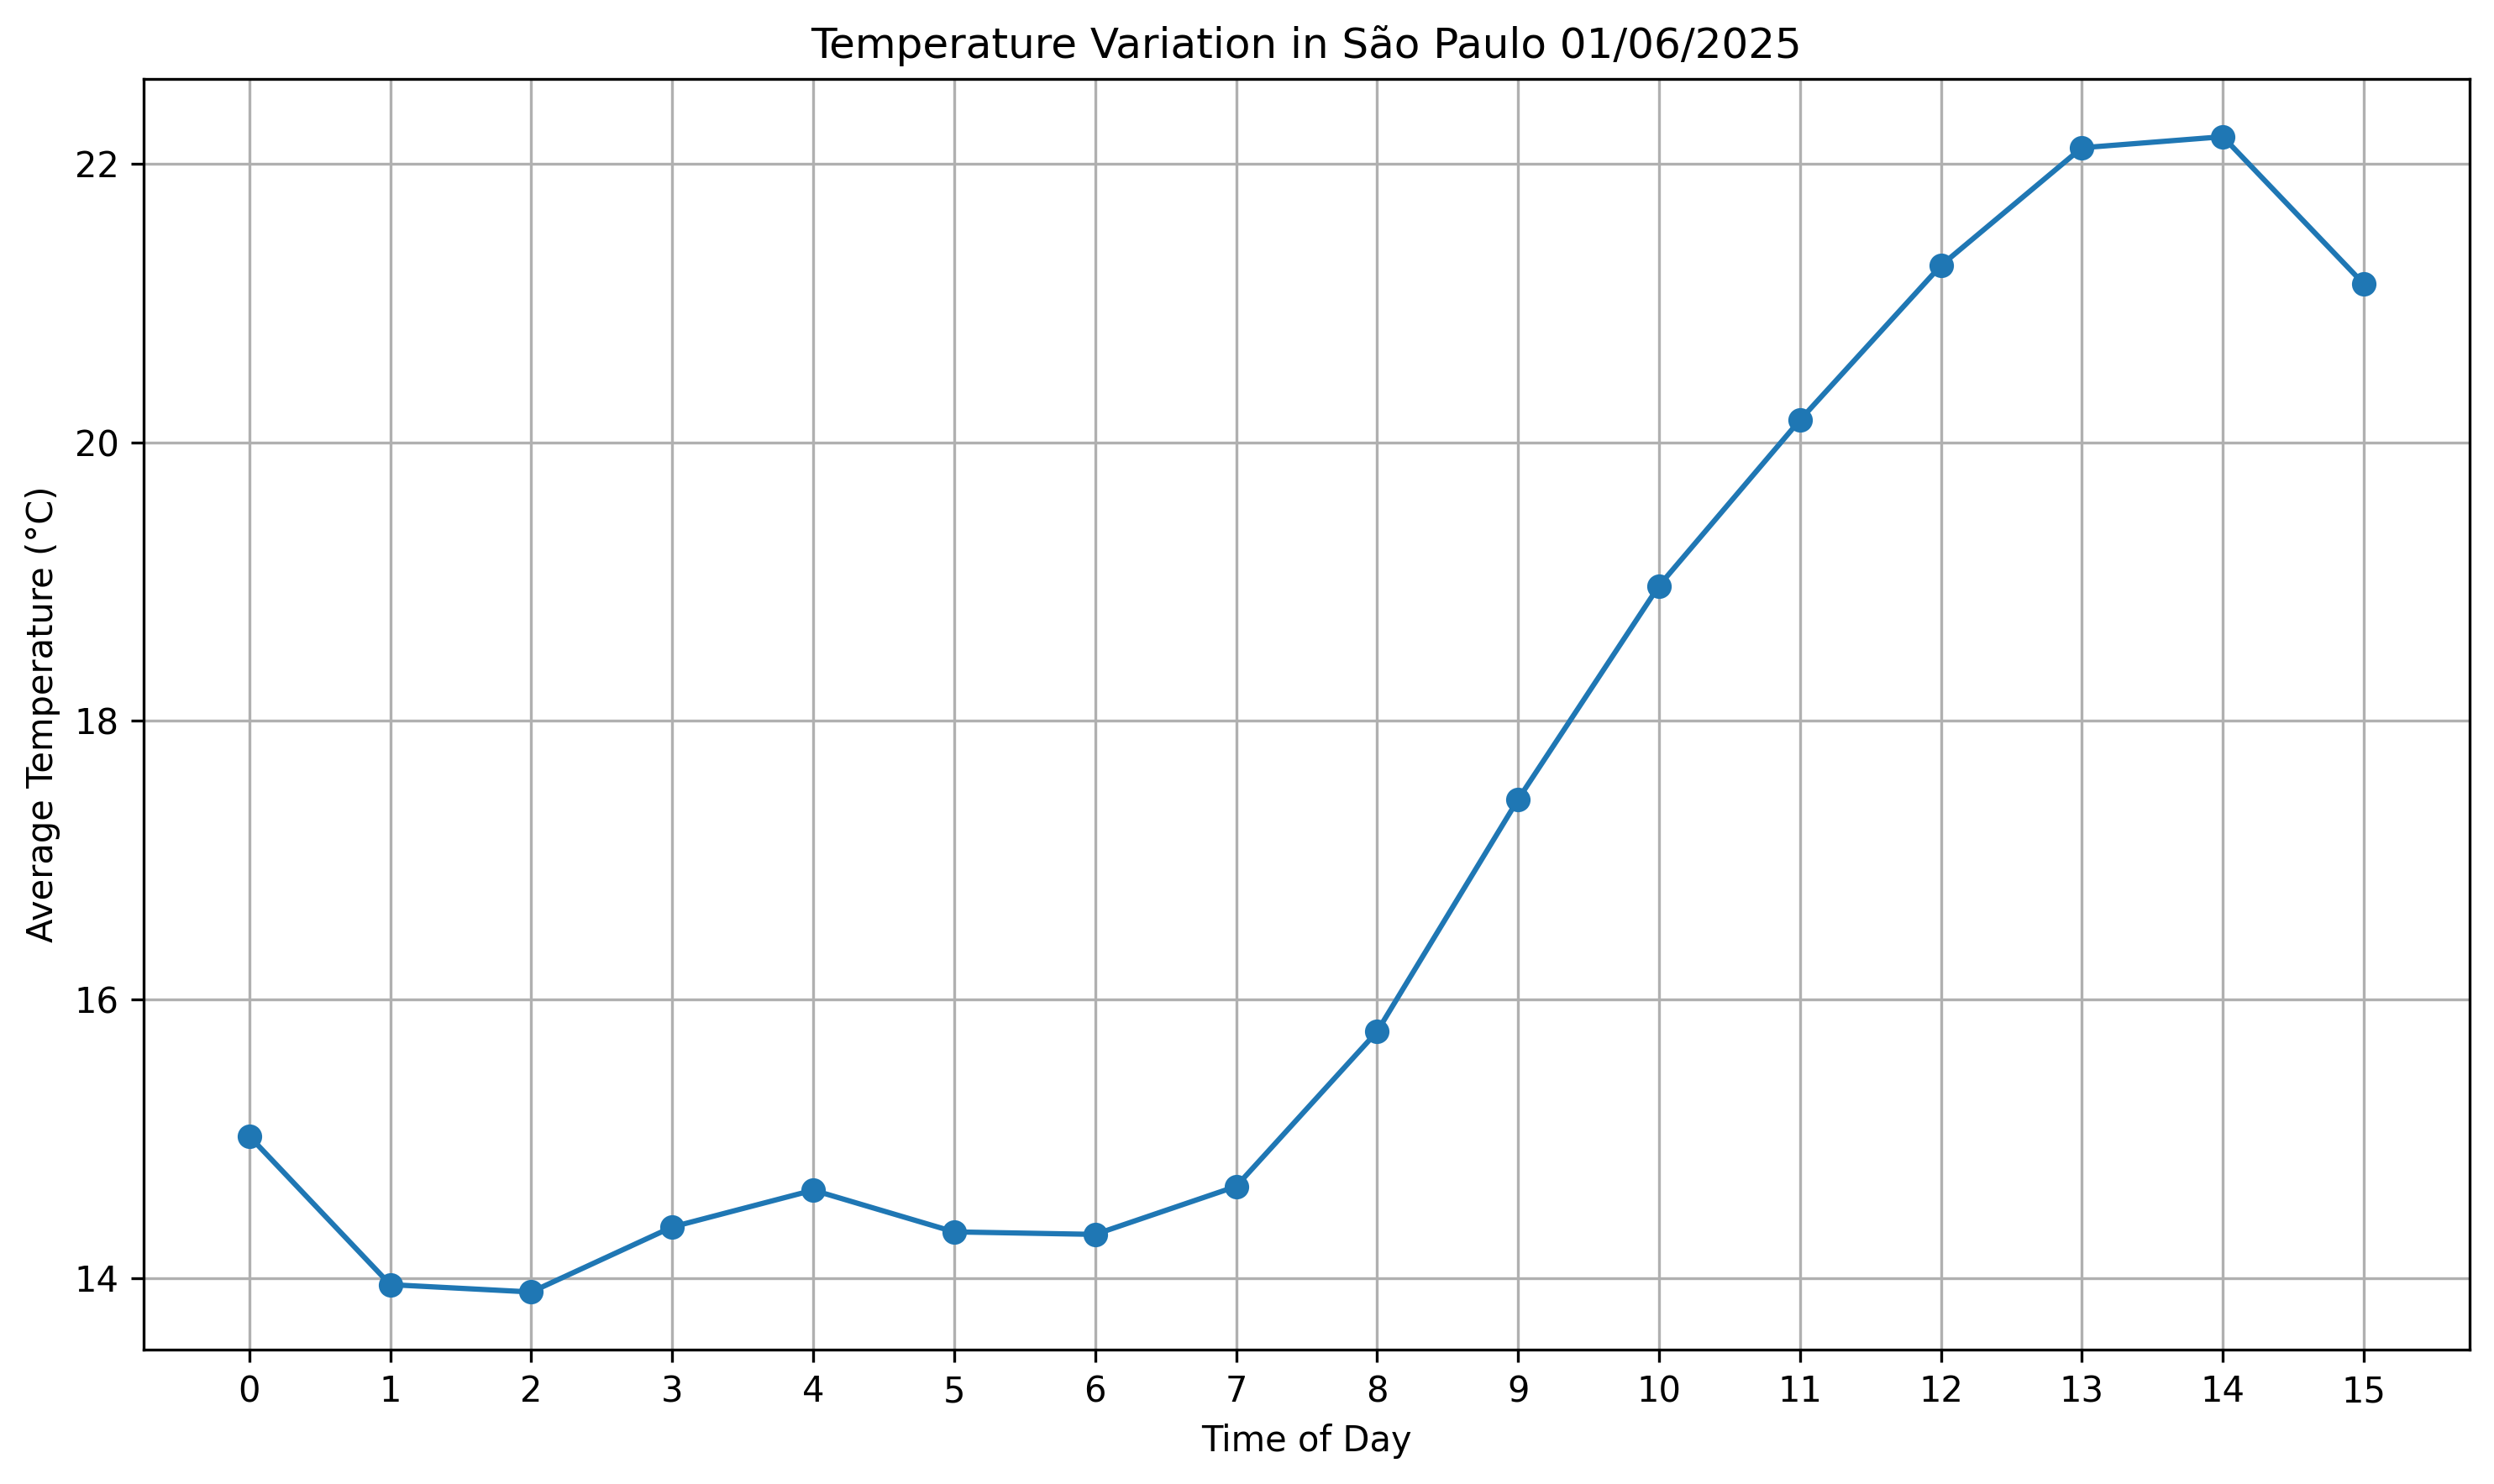 Temperature Variation in São Paulo 01/06/2025
Average Temperature (°C)
22
20
18
16
14
0 1 2 3 4 5 6 7 8 9 10 11 12 13 14 15
Time of Day